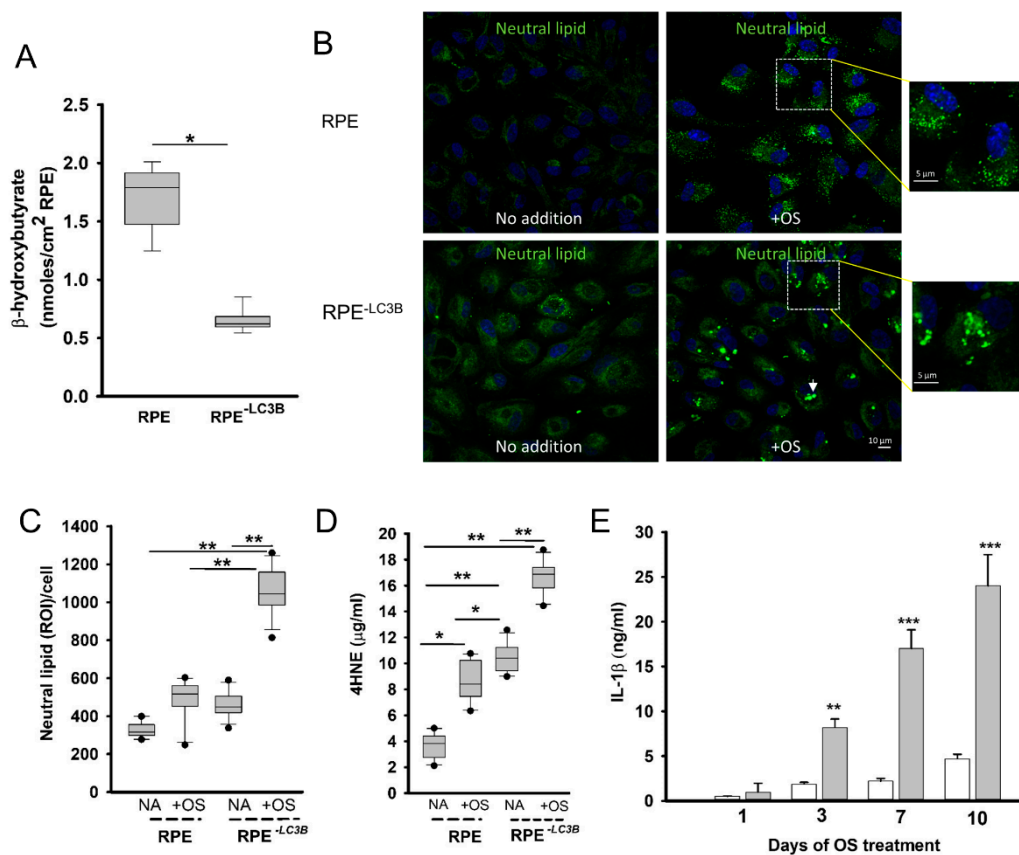 A
β-hydroxybutyrate
(nmoles/cm2 RPE)
2.5
2.0
1.5
1.0
0.5
0.0
*
RPE
RPE-LC3B
B
RPE
RPE-LC3B
Neutral lipid
No addition
Neutral lipid
+OS
5 μm
Neutral lipid
No addition
Neutral lipid
+OS
10 μm
5 μm
C
Neutral lipid (ROI)/cell
1400
1200
1000
800
600
400
200
0
**
**
**
NA +OS NA +OS
RPE RPE-LC3B
D
4HNE (μg/ml)
20
18
16
14
12
10
8
6
4
2
0
**
**
**
*
*
NA +OS NA +OS
RPE RPE-LC3B
E
IL-1β (ng/ml)
30
25
20
15
10
5
0
**
***
***
1 3 7 10
Days of OS treatment